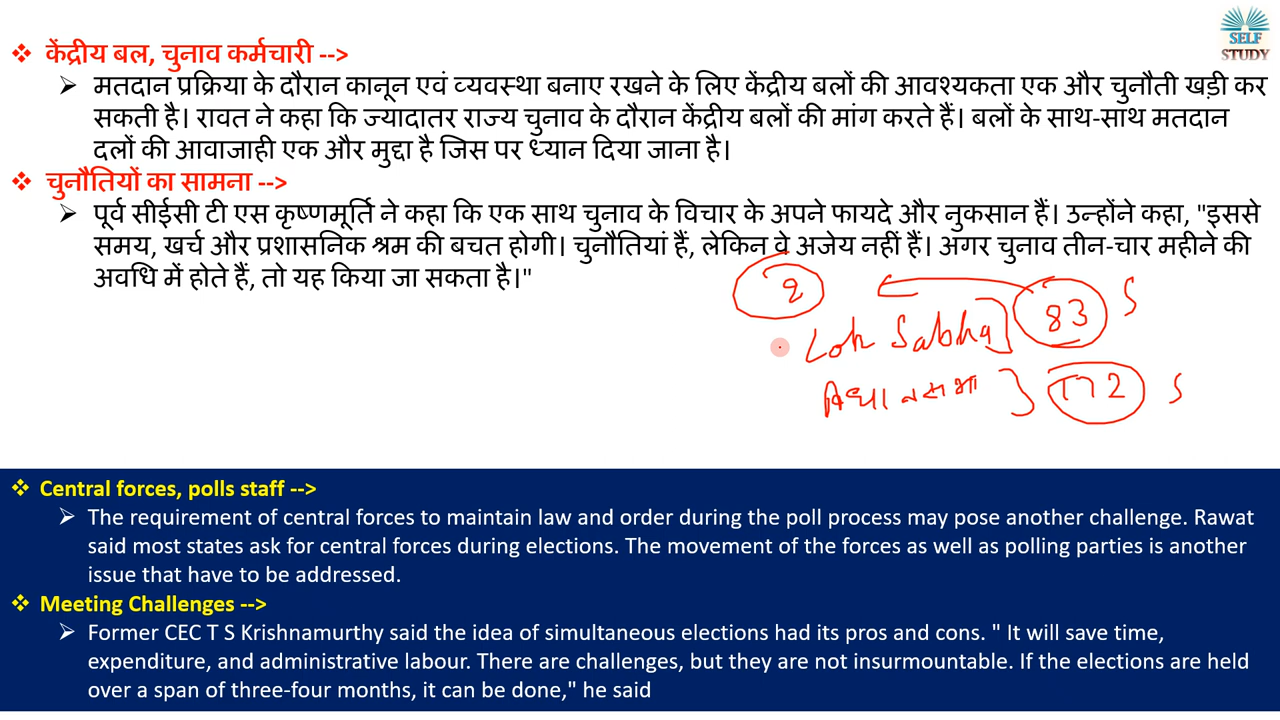 SELF
STUDY
❖ केंद्रीय बल, चुनाव कर्मचारी -->
➢ मतदान प्रक्रिया के दौरान कानून एवं व्यवस्था बनाए रखने के लिए केंद्रीय बलों की आवश्यकता एक और चुनौती खड़ी कर
सकती है। रावत ने कहा कि ज्यादातर राज्य चुनाव के दौरान केंद्रीय बलों की मांग करते हैं। बलों के साथ-साथ मतदान
दलों की आवाजाही एक और मुद्दा है जिस पर ध्यान दिया जाना है।
❖ चुनौतियों का सामना -->
➢ पूर्व सीईसी टी एस कृष्णमूर्ति ने कहा कि एक साथ चुनाव के विचार के अपने फायदे और नुकसान हैं। उन्होंने कहा, "इससे
समय, खर्च और प्रशासनिक श्रम की बचत होगी। चुनौतियां हैं, लेकिन वे अजेय नहीं हैं। अगर चुनाव तीन-चार महीने की
अवधि में होते हैं, तो यह किया जा सकता है।"
2
Lok Sabha] 83 S
विधानसभा } 172 S
❖ Central forces, polls staff -->
➢ The requirement of central forces to maintain law and order during the poll process may pose another challenge. Rawat
said most states ask for central forces during elections. The movement of the forces as well as polling parties is another
issue that have to be addressed.
❖ Meeting Challenges -->
➢ Former CEC T S Krishnamurthy said the idea of simultaneous elections had its pros and cons. " It will save time,
expenditure, and administrative labour. There are challenges, but they are not insurmountable. If the elections are held
over a span of three-four months, it can be done," he said